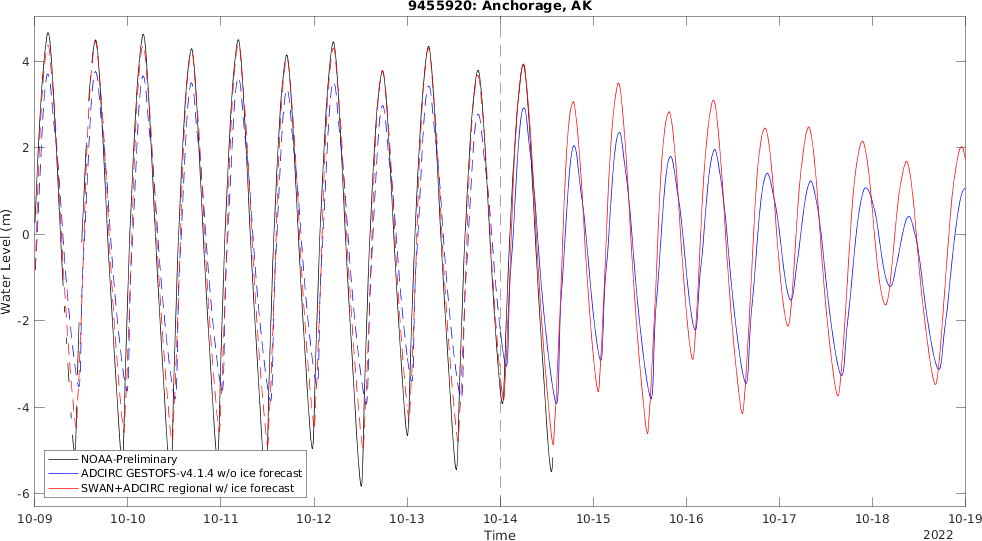 9455920: Anchorage, AK
Water Level (m)
4
2
0
-2
-4
-6
NOAA-Preliminary
ADCIRC GESTOFS-v4.1.4 w/o ice forecast
SWAN+ADCIRC regional w/ ice forecast
10-09 10-10 10-11 10-12 10-13 10-14 10-15 10-16 10-17 10-18 10-19
Time
2022